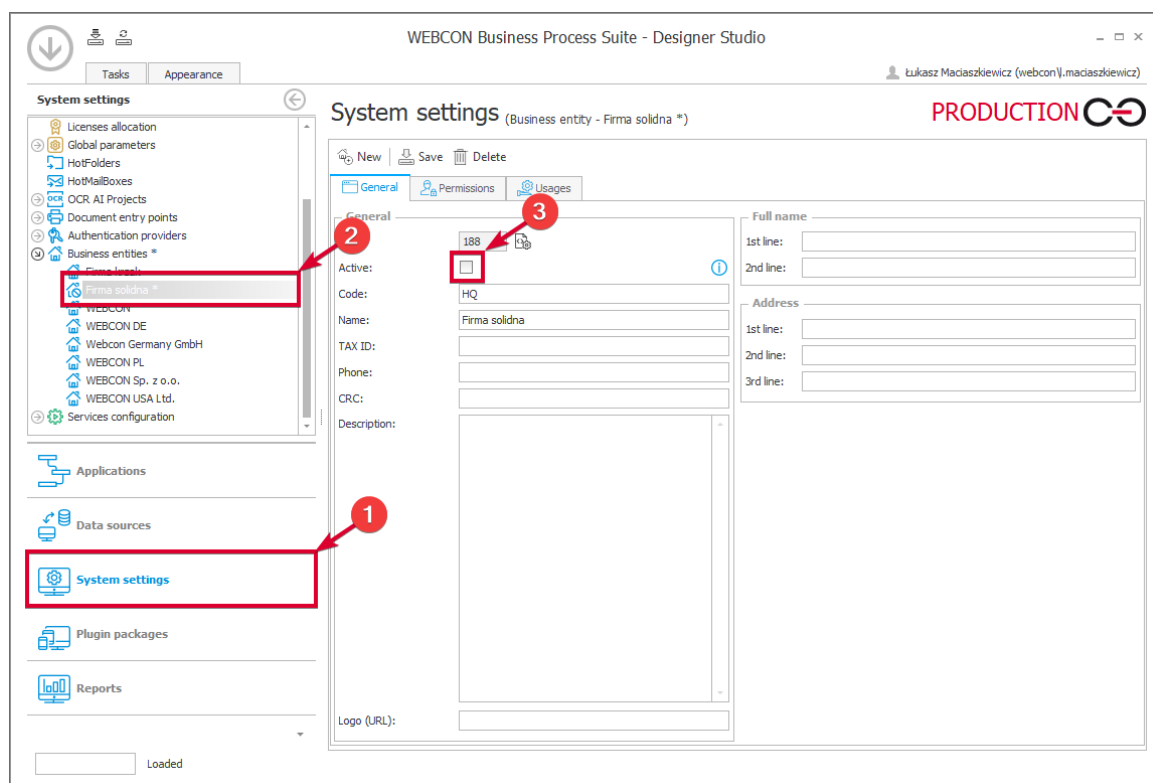 WEBCON Business Process Suite - Designer Studio
Tasks
Appearance
Łukasz Maciaszkiewicz (webcon\l.maciaszkiewicz)
System settings
Licenses allocation
Global parameters
HotFolders
HotMailBoxes
OCR OCR AI Projects
Document entry points
Authentication providers
Business entities *
Firma krzak
Firma solidna *
WEBCON
WEBCON DE
Webcon Germany GmbH
WEBCON PL
WEBCON Sp. z o.o.
WEBCON USA Ltd.
Services configuration
Applications
Data sources
System settings
Plugin packages
Reports
Loaded
1
2
3
System settings (Business entity - Firma solidna *)
PRODUCTION
New
Save
Delete
General
Permissions
Usages
General
188
Active:
Code: HQ
Name: Firma solidna
TAX ID:
Phone:
CRC:
Description:
Logo (URL):
Full name
1st line:
2nd line:
Address
1st line:
2nd line:
3rd line: